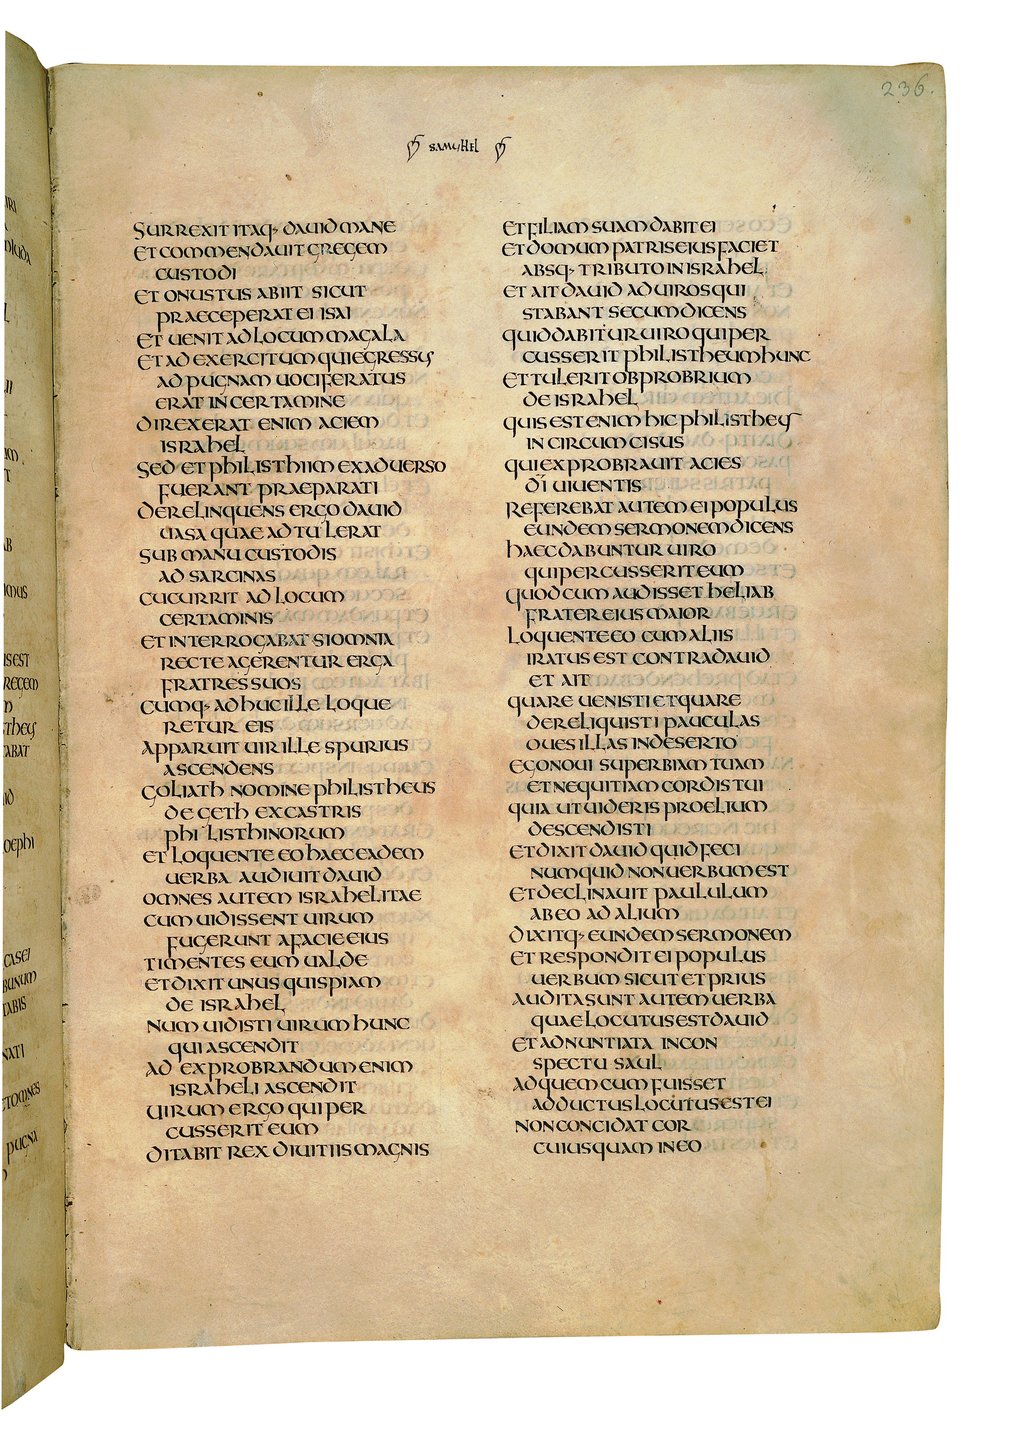 236.
SAMUHEL
SURREXIT ITAQ· DAUID MANE
ET COMMENDAUIT GREGEM
CUSTODI
ET ONUSTUS ABIIT SICUT
PRAECEPERAT EI ISAI
ET UENIT AD LOCUM MAGALA
ET AD EXERCITUM QUI EGRESSUS
AD PUGNAM UOCIFERATUS
ERAT IN CERTAMINE
DIREXERAT ENIM ACIEM
ISRAHEL
SED ET PHILISTHIIM EX ADUERSO
FUERANT PRAEPARATI
DERELINQUENS ERGO DAUID
UASA QUAE ADTULERAT
SUB MANU CUSTODIS
AD SARCINAS
CUCURRIT AD LOCUM
CERTAMINIS
ET INTERROGABAT SI OMNIA
RECTE AGERENTUR ERGA
FRATRES SUOS
CUMQ· ADHUC ILLE LOQUE
RETUR EIS
APPARUIT UIR ILLE SPURIUS
ASCENDENS
GOLIATH NOMINE PHILISTHEUS
DE GETH EX CASTRIS
PHILISTHINORUM
ET LOQUENTE EO HAEC EADEM
UERBA AUDIUIT DAUID
OMNES AUTEM ISRAHELITAE
CUM UIDISSENT UIRUM
FUGERUNT A FACIE EIUS
TIMENTES EUM UALDE
ET DIXIT UNUS QUISPIAM
DE ISRAHEL
NUM UIDISTI UIRUM HUNC
QUI ASCENDIT
AD EXPROBRANDUM ENIM
ISRAHELI ASCENDIT
UIRUM ERGO QUI PER
CUSSERIT EUM
DITABIT REX DIUITIIS MAGNIS
ET FILIAM SUAM DABIT EI
ET DOMUM PATRIS EIUS FACIET
ABSQ· TRIBUTO IN ISRAHEL
ET AIT DAUID AD UIROS QUI
STABANT SECUM DICENS
QUID DABITUR UIRO QUI PER
CUSSERIT PHILISTHEUM HUNC
ET TULERIT OBPROBRIUM
DE ISRAHEL
QUIS EST ENIM HIC PHILISTHEUS
INCIRCUMCISUS
QUI EXPROBRAUIT ACIES
DĪ UIUENTIS
REFEREBAT AUTEM EI POPULUS
EUNDEM SERMONEM DICENS
HAEC DABUNTUR UIRO
QUI PERCUSSERIT EUM
QUOD CUM AUDISSET HELIAB
FRATER EIUS MAIOR
LOQUENTE EO CUM ALIIS
IRATUS EST CONTRA DAUID
ET AIT
QUARE UENISTI ET QUARE
DERELIQUISTI PAUCULAS
OUES ILLAS IN DESERTO
EGO NOUI SUPERBIAM TUAM
ET NEQUITIAM CORDIS TUI
QUIA UT UIDERIS PROELIUM
DESCENDISTI
ET DIXIT DAUID QUID FECI
NUMQUID NON UERBUM EST
ET DECLINAUIT PAULULUM
AB EO AD ALIUM
DIXITQ· EUNDEM SERMONEM
ET RESPONDIT EI POPULUS
UERBUM SICUT ET PRIUS
AUDITA SUNT AUTEM UERBA
QUAE LOCUTUS EST DAUID
ET ADNUNTIATA IN CON
SPECTU SAUL
AD QUEM CUM FUISSET
ADDUCTUS LOCUTUS EST EI
NON CONCIDAT COR
CUIUSQUAM IN EO